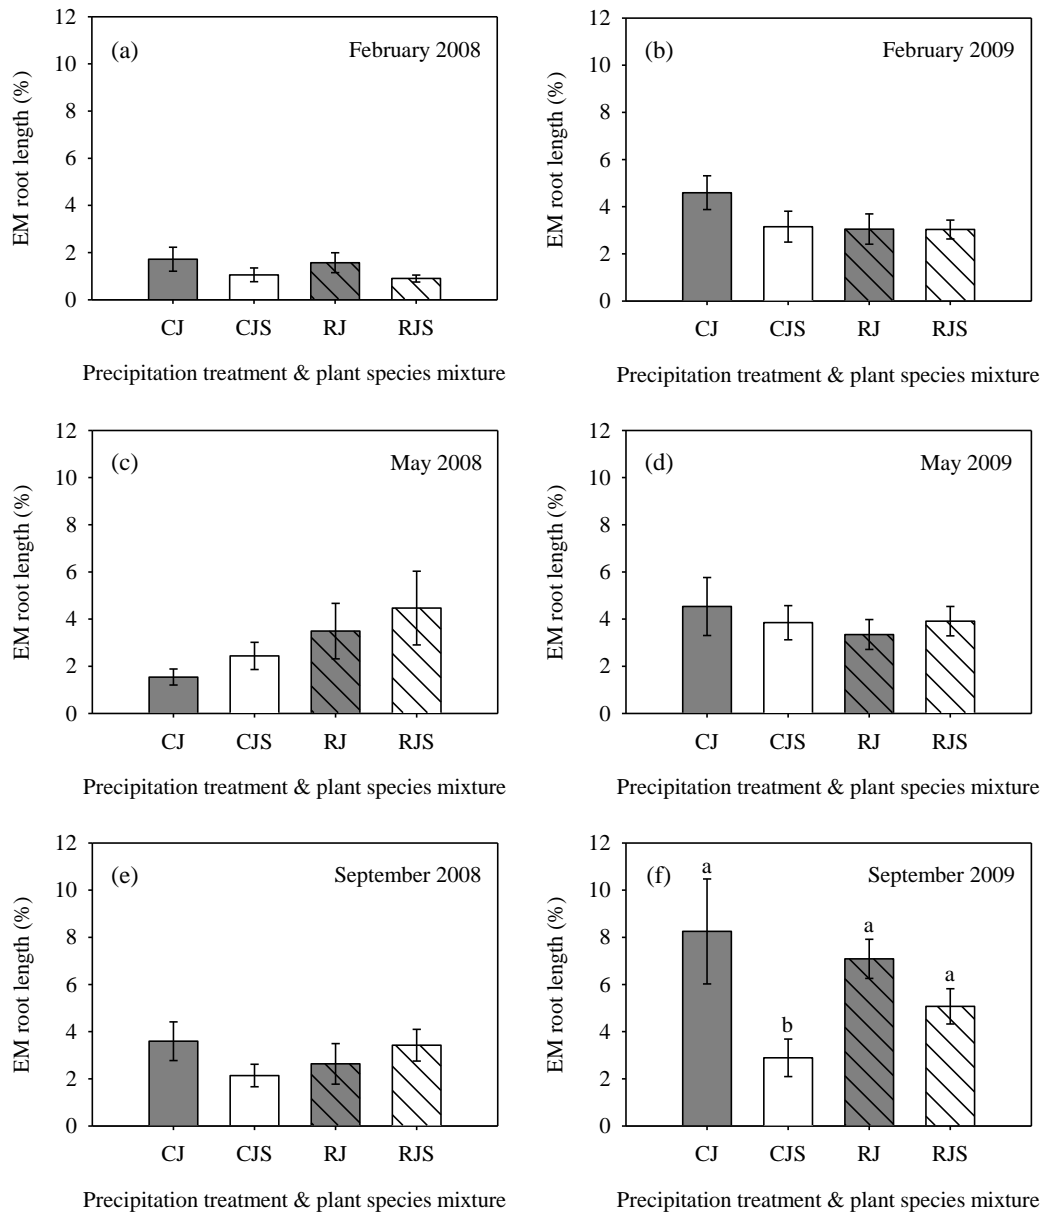 (a)
February 2008
EM root length (%)
12
10
8
6
4
2
0
CJ CJS RJ RJS
Precipitation treatment & plant species mixture
(b)
February 2009
EM root length (%)
12
10
8
6
4
2
0
CJ CJS RJ RJS
Precipitation treatment & plant species mixture
(c)
May 2008
EM root length (%)
12
10
8
6
4
2
0
CJ CJS RJ RJS
Precipitation treatment & plant species mixture
(d)
May 2009
EM root length (%)
12
10
8
6
4
2
0
CJ CJS RJ RJS
Precipitation treatment & plant species mixture
(e)
September 2008
EM root length (%)
12
10
8
6
4
2
0
CJ CJS RJ RJS
Precipitation treatment & plant species mixture
(f)
September 2009
EM root length (%)
12
10
8
6
4
2
0
a
b
a
a
CJ CJS RJ RJS
Precipitation treatment & plant species mixture